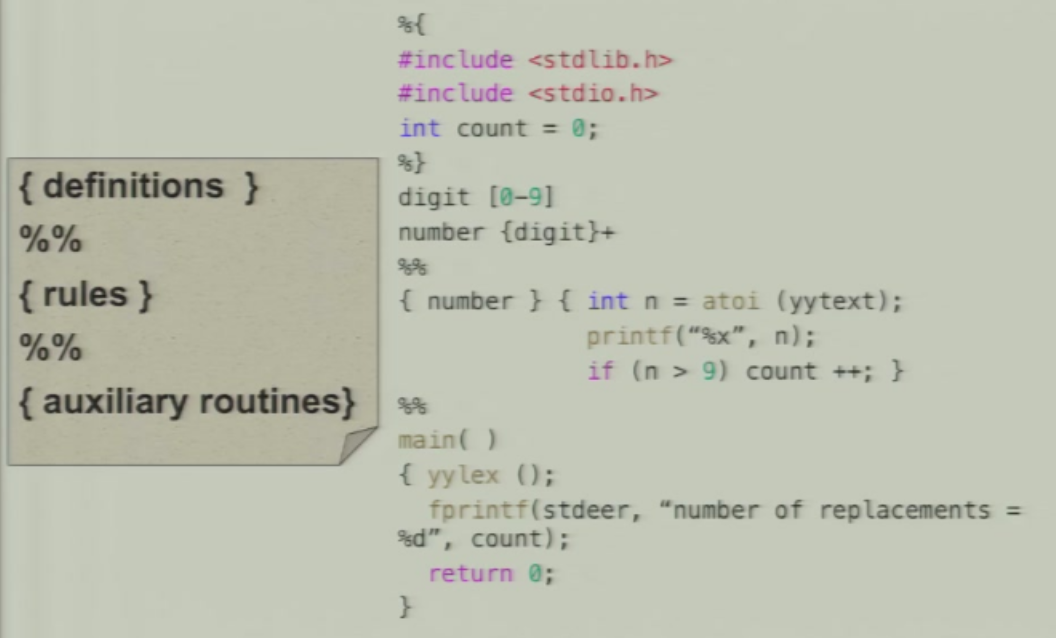 { definitions }
%%
{ rules }
%%
{ auxiliary routines}
%{
#include <stdlib.h>
#include <stdio.h>
int count = 0;
%}
digit [0-9]
number {digit}+
%%
{ number } { int n = atoi (yytext);
printf(“%x”, n);
if (n > 9) count ++; }
%%
main( )
{ yylex ();
fprintf(stdeer, “number of replacements =
%d”, count);
return 0;
}